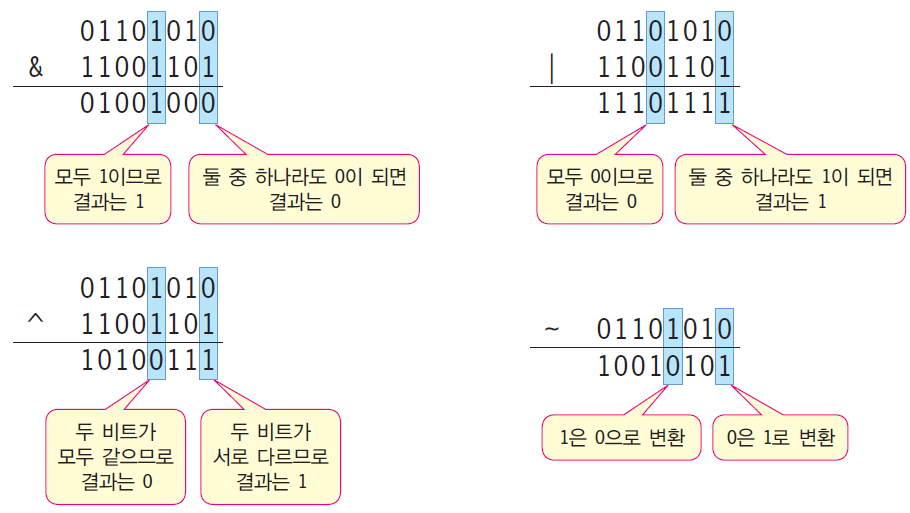 01101010
& 11001101
01001000
모두 1이므로
결과는 1
둘 중 하나라도 0이 되면
결과는 0
01101010
| 11001101
11101111
모두 0이므로
결과는 0
둘 중 하나라도 1이 되면
결과는 1
01101010
^ 11001101
10100111
두 비트가
모두 같으므로
결과는 0
두 비트가
서로 다르므로
결과는 1
~ 01101010
10010101
1은 0으로 변환
0은 1로 변환